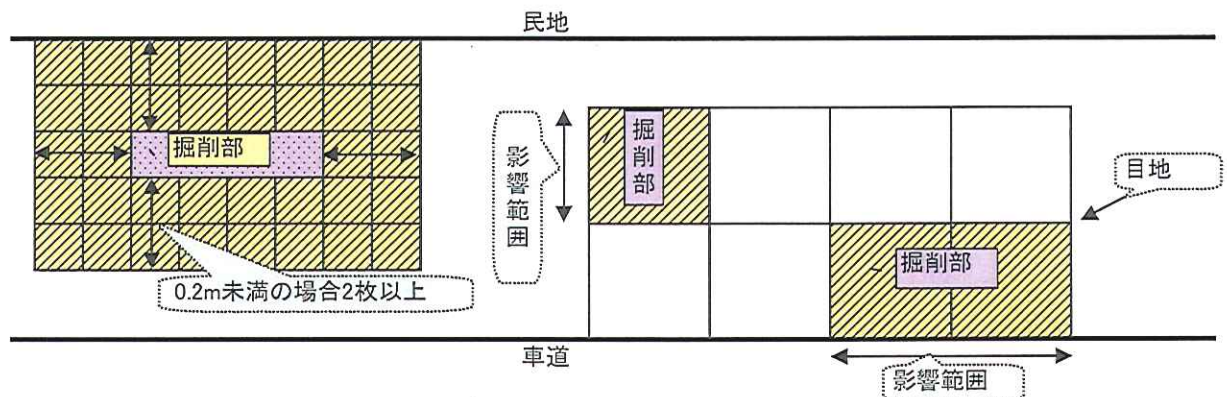 民地
掘削部
0.2m未満の場合2枚以上
影響範囲
掘削部
目地
掘削部
車道
影響範囲